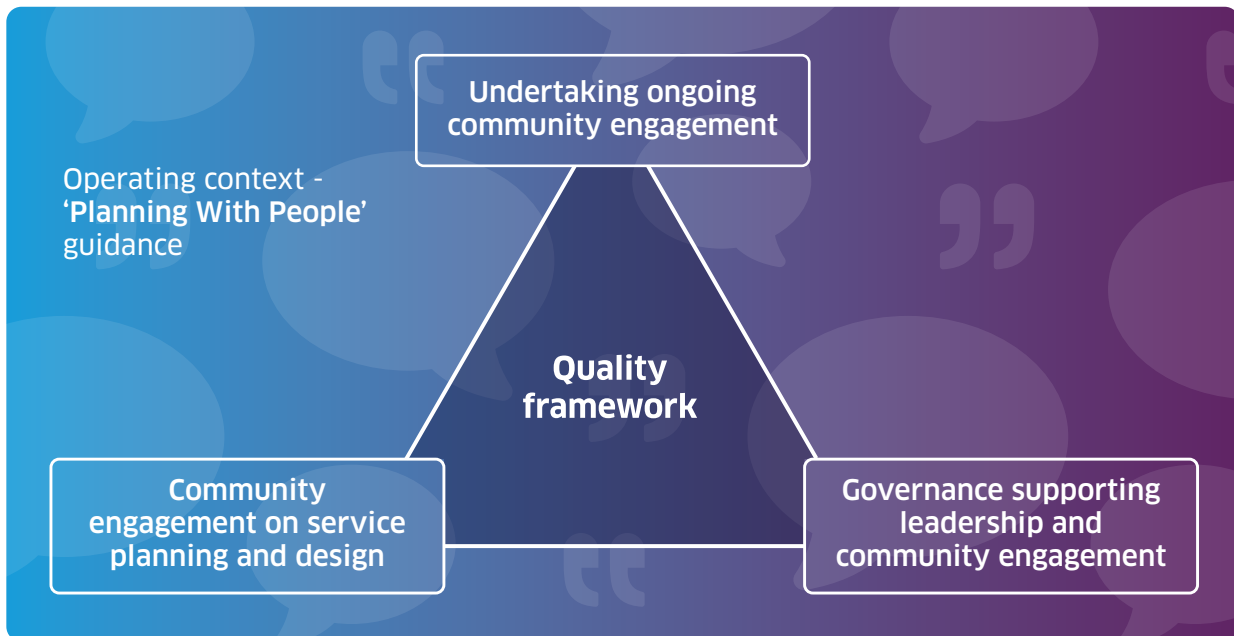 Undertaking ongoing
community engagement
Operating context -
‘Planning With People’
guidance
Quality
framework
Community
engagement on service
planning and design
Governance supporting
leadership and
community engagement